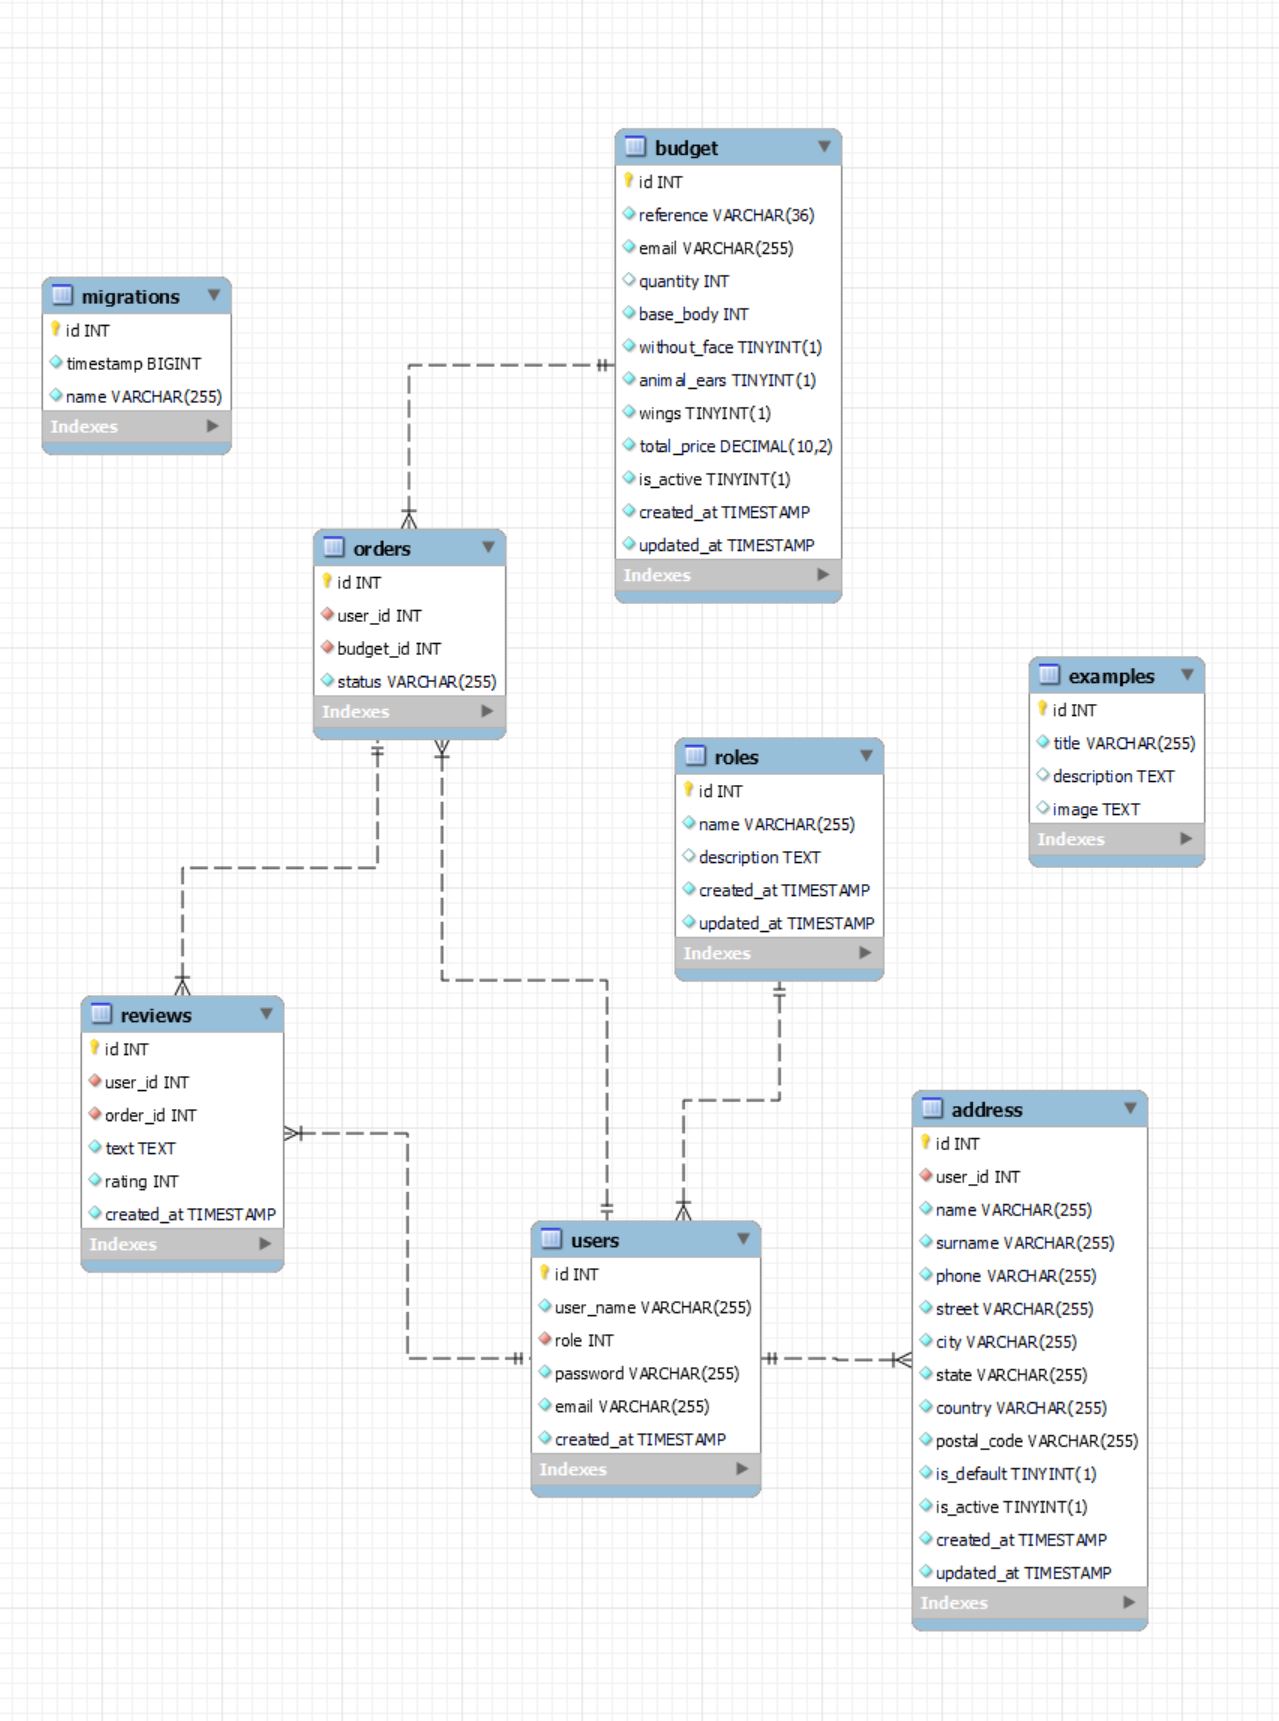 budget
id INT
reference VARCHAR(36)
email VARCHAR(255)
quantity INT
base_body INT
without_face TINYINT(1)
animal_ears TINYINT(1)
wings TINYINT(1)
total_price DECIMAL(10,2)
is_active TINYINT(1)
created_at TIMESTAMP
updated_at TIMESTAMP
Indexes
migrations
id INT
timestamp BIGINT
name VARCHAR(255)
Indexes
orders
id INT
user_id INT
budget_id INT
status VARCHAR(255)
Indexes
examples
id INT
title VARCHAR(255)
description TEXT
image TEXT
Indexes
roles
id INT
name VARCHAR(255)
description TEXT
created_at TIMESTAMP
updated_at TIMESTAMP
Indexes
reviews
id INT
user_id INT
order_id INT
text TEXT
rating INT
created_at TIMESTAMP
Indexes
users
id INT
user_name VARCHAR(255)
role INT
password VARCHAR(255)
email VARCHAR(255)
created_at TIMESTAMP
Indexes
address
id INT
user_id INT
name VARCHAR(255)
surname VARCHAR(255)
phone VARCHAR(255)
street VARCHAR(255)
city VARCHAR(255)
state VARCHAR(255)
country VARCHAR(255)
postal_code VARCHAR(255)
is_default TINYINT(1)
is_active TINYINT(1)
created_at TIMESTAMP
updated_at TIMESTAMP
Indexes